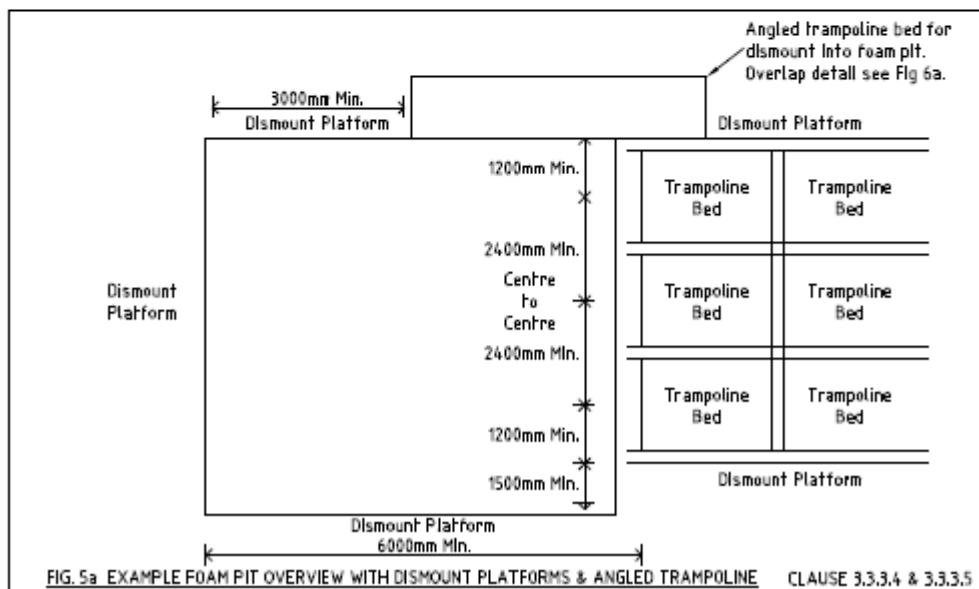 Angled trampoline bed for
dismount into foam pit.
Overlap detail see Fig 6a.
3000mm Min.
Dismount Platform
Dismount Platform
1200mm Min.
Trampoline
Bed
Trampoline
Bed
2400mm Min.
Dismount
Platform
Centre
to
Centre
Trampoline
Bed
Trampoline
Bed
2400mm Min.
Trampoline
Bed
Trampoline
Bed
1200mm Min.
1500mm Min.
Dismount Platform
Dismount Platform
6000mm Min.
FIG. 5a EXAMPLE FOAM PIT OVERVIEW WITH DISMOUNT PLATFORMS & ANGLED TRAMPOLINE CLAUSE 3.3.3.4 & 3.3.3.5